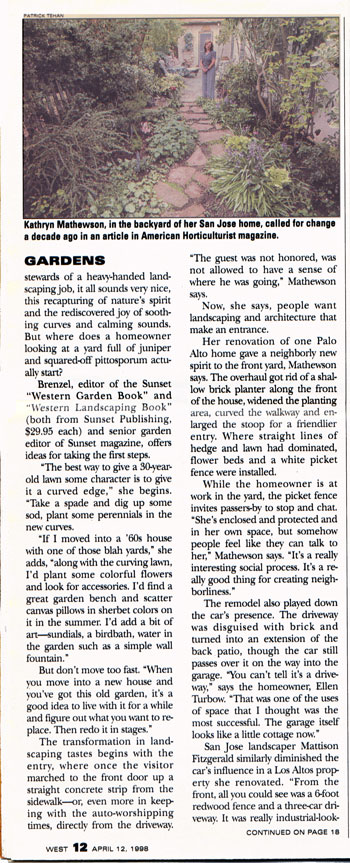 PATRICK TEHAN
Kathryn Mathewson, in the backyard of her San Jose home, called for change
a decade ago in an article in American Horticulturist magazine.
GARDENS
stewards of a heavy-handed land-
scaping job, it all sounds very nice,
this recapturing of nature's spirit
and the rediscovered joy of sooth-
ing curves and calming sounds.
But where does a homeowner
looking at a yard full of juniper
and squared-off pittosporum actu-
ally start?
Brenzel, editor of the Sunset
"Western Garden Book" and
"Western Landscaping Book"
(both from Sunset Publishing,
$29.95 each) and senior garden
editor of Sunset magazine, offers
ideas for taking the first steps.
"The best way to give a 30-year-
old lawn some character is to give
it a curved edge," she begins.
"Take a spade and dig up some
sod, plant some perennials in the
new curves.
"If I moved into a '60s house
with one of those blah yards," she
adds, "along with the curving lawn,
I'd plant some colorful flowers
and look for accessories. I'd find a
great garden bench and scatter
canvas pillows in sherbet colors on
it in the summer. I'd add a bit of
art—sundials, a birdbath, water in
the garden such as a simple wall
fountain."
But don't move too fast. "When
you move into a new house and
you've got this old garden, it's a
good idea to live with it for a while
and figure out what you want to re-
place. Then redo it in stages."
The transformation in land-
scaping tastes begins with the
entry, where once the visitor
marched to the front door up a
straight concrete strip from the
sidewalk—or, even more in keep-
ing with the auto-worshipping
times, directly from the driveway.
"The guest was not honored, was
not allowed to have a sense of
where he was going," Mathewson
says.
Now, she says, people want
landscaping and architecture that
make an entrance.
Her renovation of one Palo
Alto home gave a neighborly new
spirit to the front yard, Mathewson
says. The overhaul got rid of a shal-
low brick planter along the front
of the house, widened the planting
area, curved the walkway and en-
larged the stoop for a friendlier
entry. Where straight lines of
hedge and lawn had dominated,
flower beds and a white picket
fence were installed.
While the homeowner is at
work in the yard, the picket fence
invites passers-by to stop and chat.
"She's enclosed and protected and
in her own space, but somehow
people feel like they can talk to
her," Mathewson says. "It's a really
interesting social process. It's a re-
ally good thing for creating neigh-
borliness."
The remodel also played down
the car's presence. The driveway
was disguised with brick and
turned into an extension of the
back patio, though the car still
passes over it on the way into the
garage. "You can't tell it's a drive-
way," says the homeowner, Ellen
Turbow. "That was one of the uses
of space that I thought was the
most successful. The garage itself
looks like a little cottage now."
San Jose landscaper Mattison
Fitzgerald similarly diminished the
car's influence in a Los Altos prop-
erty she renovated. "From the
front, all you could see was a 6-foot
redwood fence and a three-car dri-
veway. It was really industrial-look-
CONTINUED ON PAGE 18
WEST 12 APRIL 12, 1998